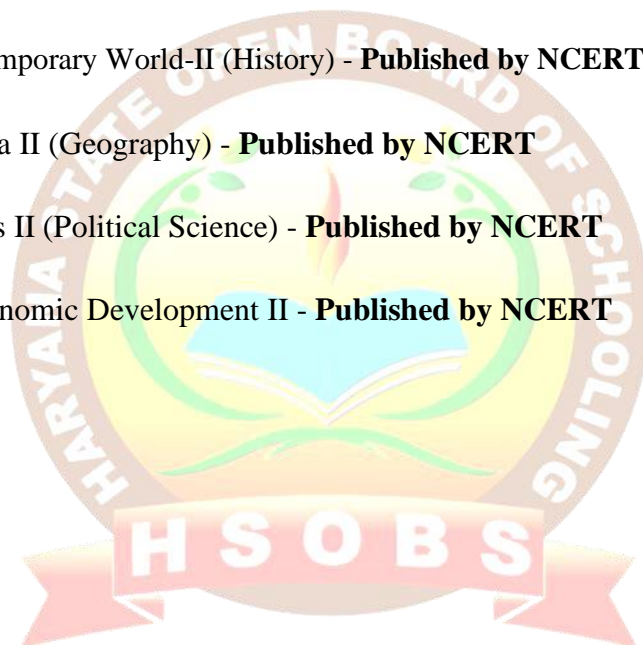 mporary World-II (History) - Published by NCERT
a II (Geography) - Published by NCERT
s II (Political Science) - Published by NCERT
nomic Development II - Published by NCERT
HARYANA STATE OPEN BOARD OF SCHOOLING
HSOBS